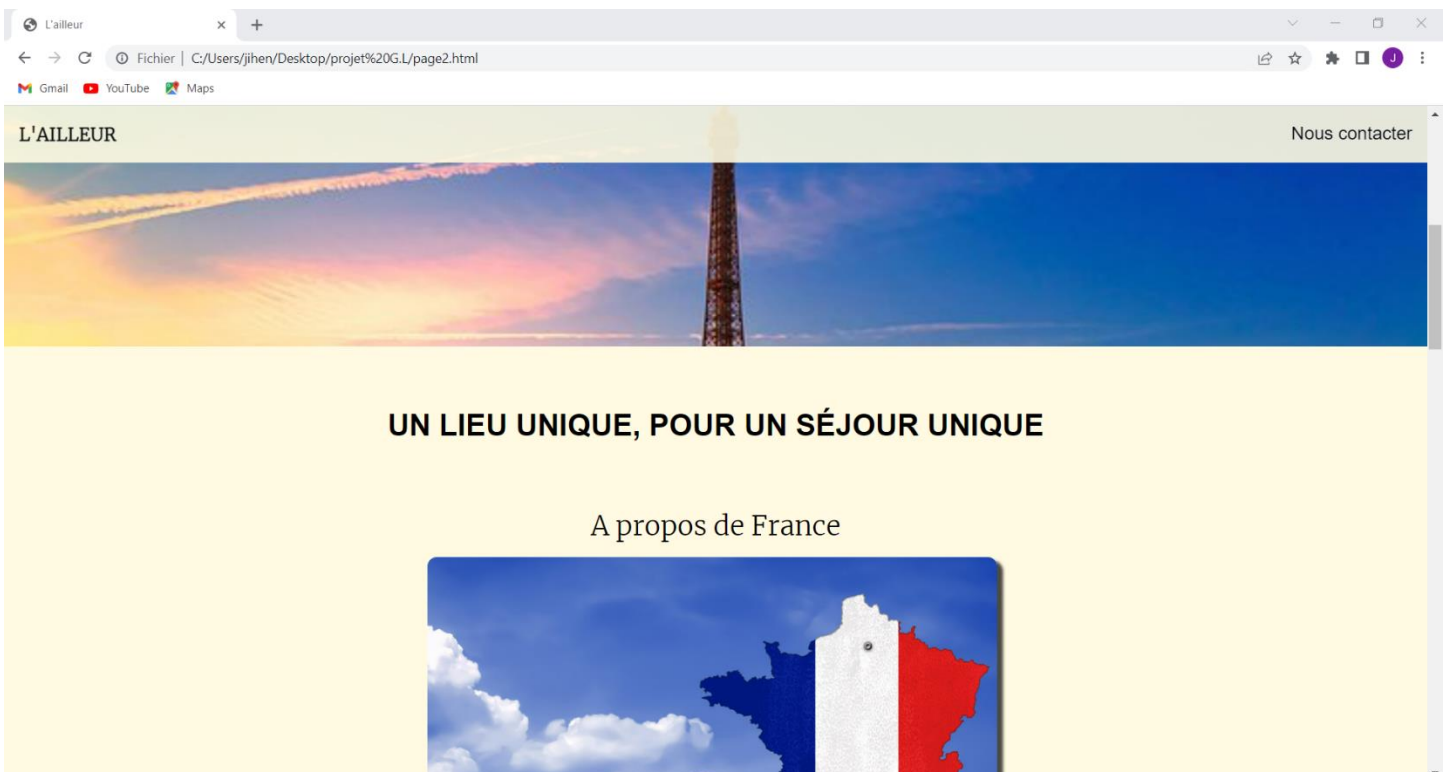 L'ailleur
Fichier | C:/Users/jihen/Desktop/projet%20G.L/page2.html
J
Gmail YouTube Maps
L'AILLEUR Nous contacter
UN LIEU UNIQUE, POUR UN SÉJOUR UNIQUE
A propos de France